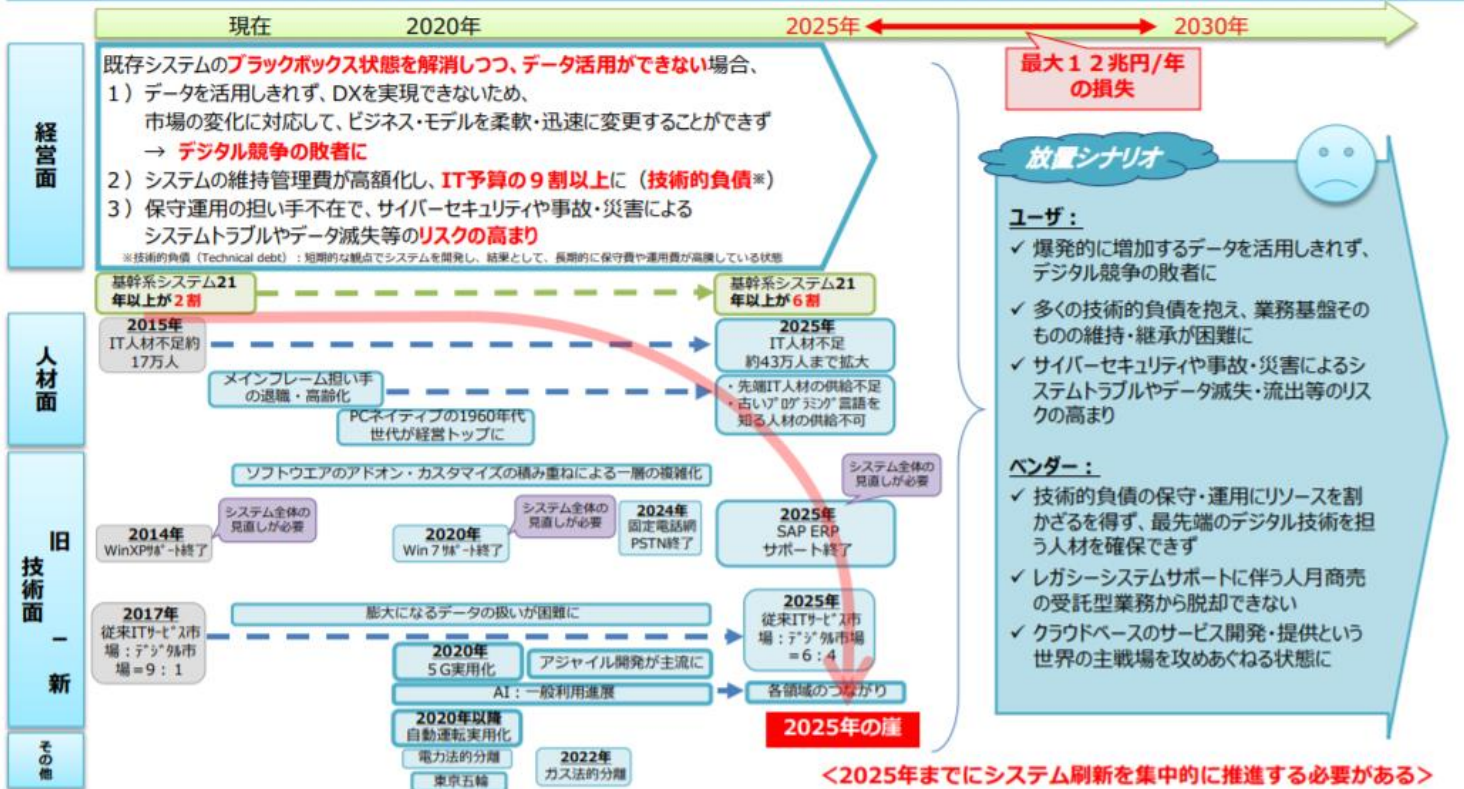 現在
2020年
2025年
2030年
最大１２兆円/年
の損失
経営面
既存システムのブラックボックス状態を解消しつつ、データ活用ができない場合、
１）データを活用しきれず、DXを実現できないため、
市場の変化に対応して、ビジネス・モデルを柔軟・迅速に変更することができず
→ デジタル競争の敗者に
２）システムの維持管理費が高額化し、IT予算の９割以上に（技術的負債※）
３）保守運用の担い手不在で、サイバーセキュリティや事故・災害による
システムトラブルやデータ滅失等のリスクの高まり
※技術的負債（Technical debt）：短期的な観点でシステムを開発し、結果として、長期的に保守費や運用費が高騰している状態
基幹系システム21
年以上が２割
基幹系システム21
年以上が６割
人材面
2015年
IT人材不足約
17万人
2025年
IT人材不足
約43万人まで拡大
メインフレーム担い手
の退職・高齢化
・先端IT人材の供給不足
・古いﾌﾟﾛｸﾞﾗﾐﾝｸﾞ言語を
知る人材の供給不可
PCネイティブの1960年代
世代が経営トップに
技術面
旧
－
新
ソフトウエアのアドオン・カスタマイズの積み重ねによる一層の複雑化
システム全体の
見直しが必要
システム全体の
見直しが必要
システム全体の
見直しが必要
2014年
WinXPｻﾎﾟｰﾄ終了
2020年
Win７ｻﾎﾟｰﾄ終了
2024年
固定電話網
PSTN終了
2025年
SAP ERP
サポート終了
2017年
従来ITｻｰﾋﾞｽ市
場：ﾃﾞｼﾞﾀﾙ市
場＝9：1
膨大になるデータの扱いが困難に
2025年
従来ITｻｰﾋﾞｽ市
場：ﾃﾞｼﾞﾀﾙ市場
＝6：4
2020年
5G実用化
アジャイル開発が主流に
AI：一般利用進展
各領域のつながり
2020年以降
自動運転実用化
2025年の崖
その他
電力法的分離
東京五輪
2022年
ガス法的分離
放置シナリオ
ユーザ：
✓ 爆発的に増加するデータを活用しきれず、
デジタル競争の敗者に
✓ 多くの技術的負債を抱え、業務基盤その
ものの維持・継承が困難に
✓ サイバーセキュリティや事故・災害によるシ
ステムトラブルやデータ滅失・流出等のリス
クの高まり
ベンダー：
✓ 技術的負債の保守・運用にリソースを割
かざるを得ず、最先端のデジタル技術を担
う人材を確保できず
✓ レガシーシステムサポートに伴う人月商売
の受託型業務から脱却できない
✓ クラウドベースのサービス開発・提供という
世界の主戦場を攻めあぐねる状態に
＜2025年までにシステム刷新を集中的に推進する必要がある＞